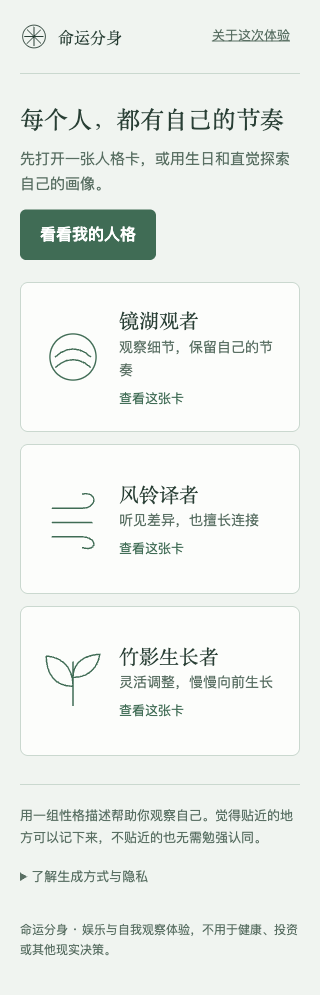 命运分身
关于这次体验
每个人，都有自己的节奏
先打开一张人格卡，或用生日和直觉探索
自己的画像。
看看我的人格
镜湖观者
观察细节，保留自己的节
奏
查看这张卡
风铃译者
听见差异，也擅长连接
查看这张卡
竹影生长者
灵活调整，慢慢向前生长
查看这张卡
用一组性格描述帮助你观察自己。觉得贴近的地
方可以记下来，不贴近的也无需勉强认同。
▶ 了解生成方式与隐私
命运分身 · 娱乐与自我观察体验，不用于健康、投资
或其他现实决策。